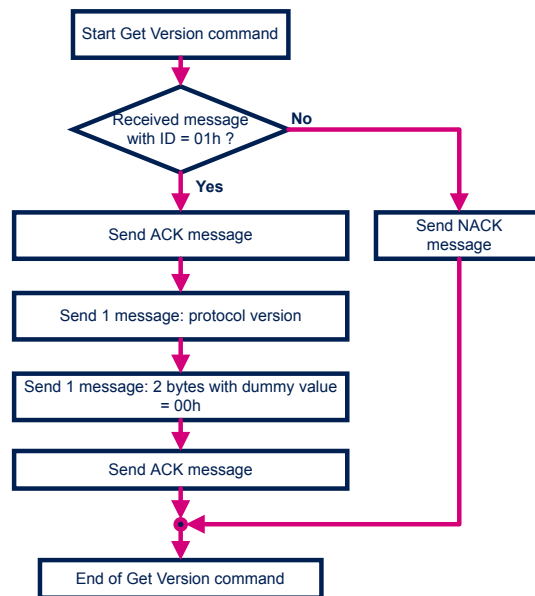 Start Get Version command
Received message
with ID = 01h ?
No
Yes
Send ACK message
Send NACK
message
Send 1 message: protocol version
Send 1 message: 2 bytes with dummy value
= 00h
Send ACK message
End of Get Version command